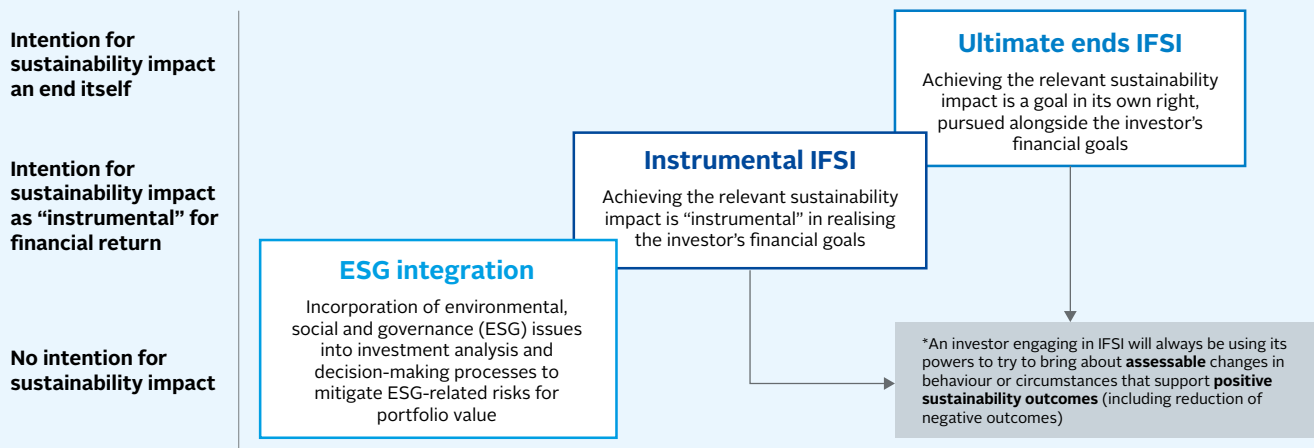 Intention for
sustainability impact
an end itself
Ultimate ends IFSI
Achieving the relevant sustainability
impact is a goal in its own right,
pursued alongside the investor’s
financial goals
Intention for
sustainability impact
as “instrumental” for
financial return
Instrumental IFSI
Achieving the relevant sustainability
impact is “instrumental” in realising
the investor’s financial goals
No intention for
sustainability impact
ESG integration
Incorporation of environmental,
social and governance (ESG) issues
into investment analysis and
decision-making processes to
mitigate ESG-related risks for
portfolio value
*An investor engaging in IFSI will always be using its
powers to try to bring about assessable changes in
behaviour or circumstances that support positive
sustainability outcomes (including reduction of
negative outcomes)